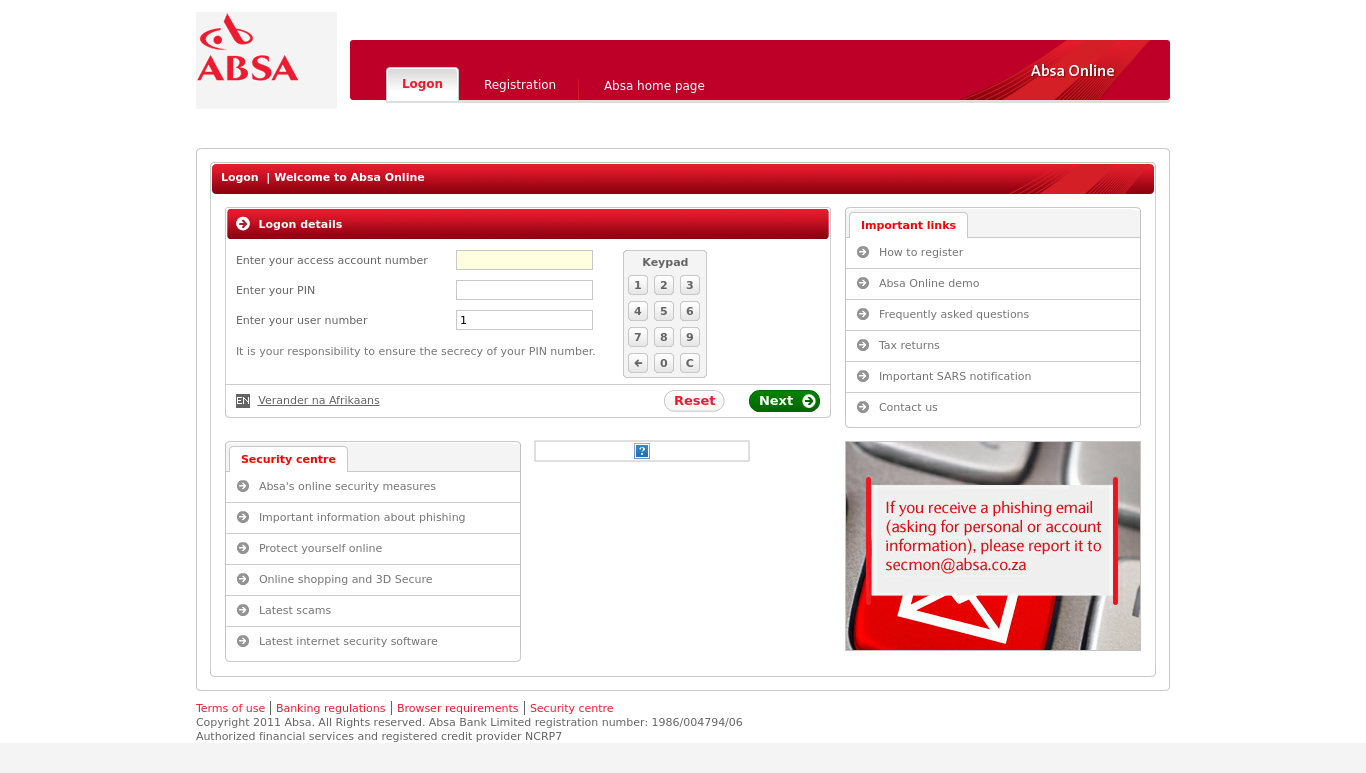 ABSA
Logon
Registration
Absa home page
Absa Online
Logon | Welcome to Absa Online
Logon details
Enter your access account number
Enter your PIN
Enter your user number
1
It is your responsibility to ensure the secrecy of your PIN number.
Keypad
1 2 3
4 5 6
7 8 9
← 0 C
EN Verander na Afrikaans
Reset
Next
Important links
How to register
Absa Online demo
Frequently asked questions
Tax returns
Important SARS notification
Contact us
Security centre
Absa's online security measures
Important information about phishing
Protect yourself online
Online shopping and 3D Secure
Latest scams
Latest internet security software
?
If you receive a phishing email
(asking for personal or account
information), please report it to
secmon@absa.co.za
Terms of use | Banking regulations | Browser requirements | Security centre
Copyright 2011 Absa. All Rights reserved. Absa Bank Limited registration number: 1986/004794/06
Authorized financial services and registered credit provider NCRP7